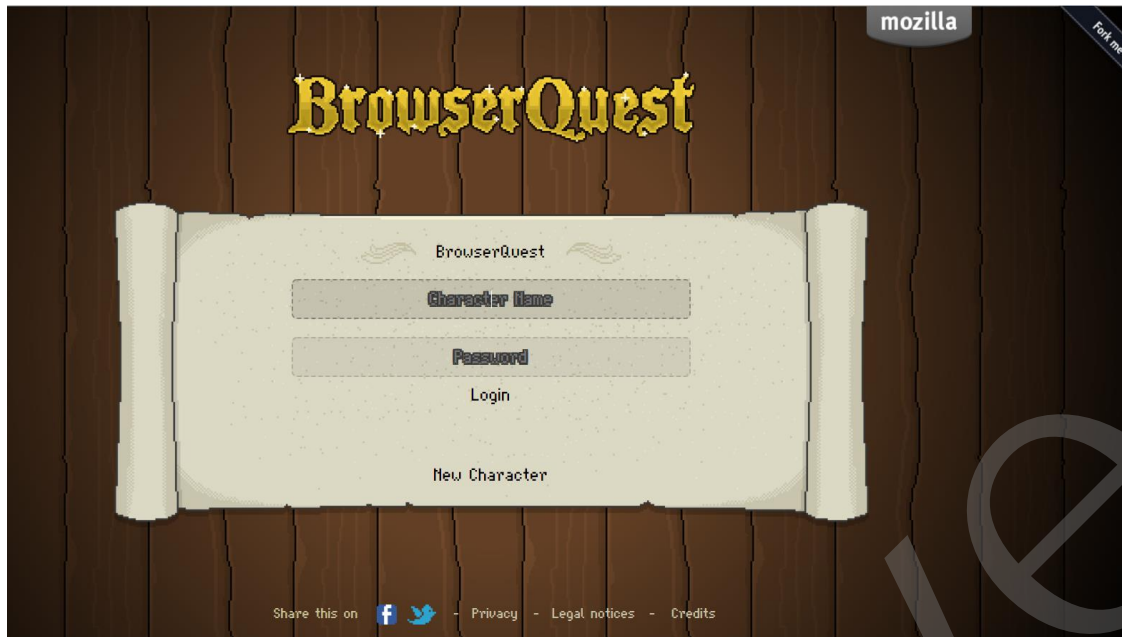 mozilla
Fork me
BrowserQuest
BrowserQuest
Character Name
Password
Login
New Character
Share this on - Privacy - Legal notices - Credits